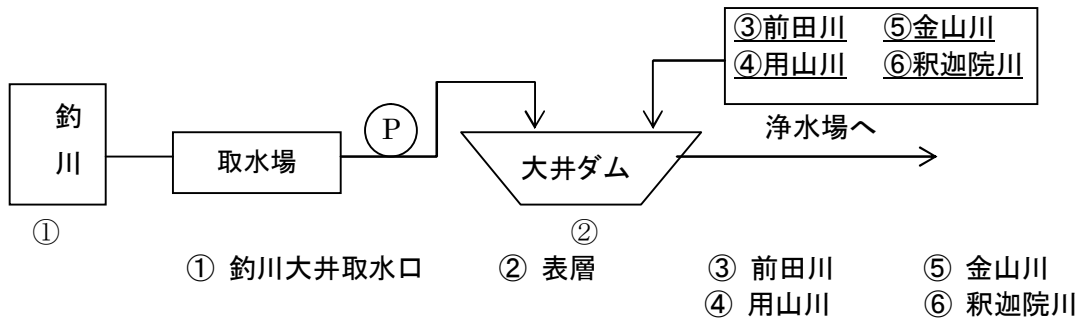 ③前田川 ⑤金山川
④用山川 ⑥釈迦院川
釣川
取水場
P
大井ダム
浄水場へ
①
②
① 釣川大井取水口 ② 表層 ③ 前田川 ⑤ 金山川
④ 用山川 ⑥ 釈迦院川